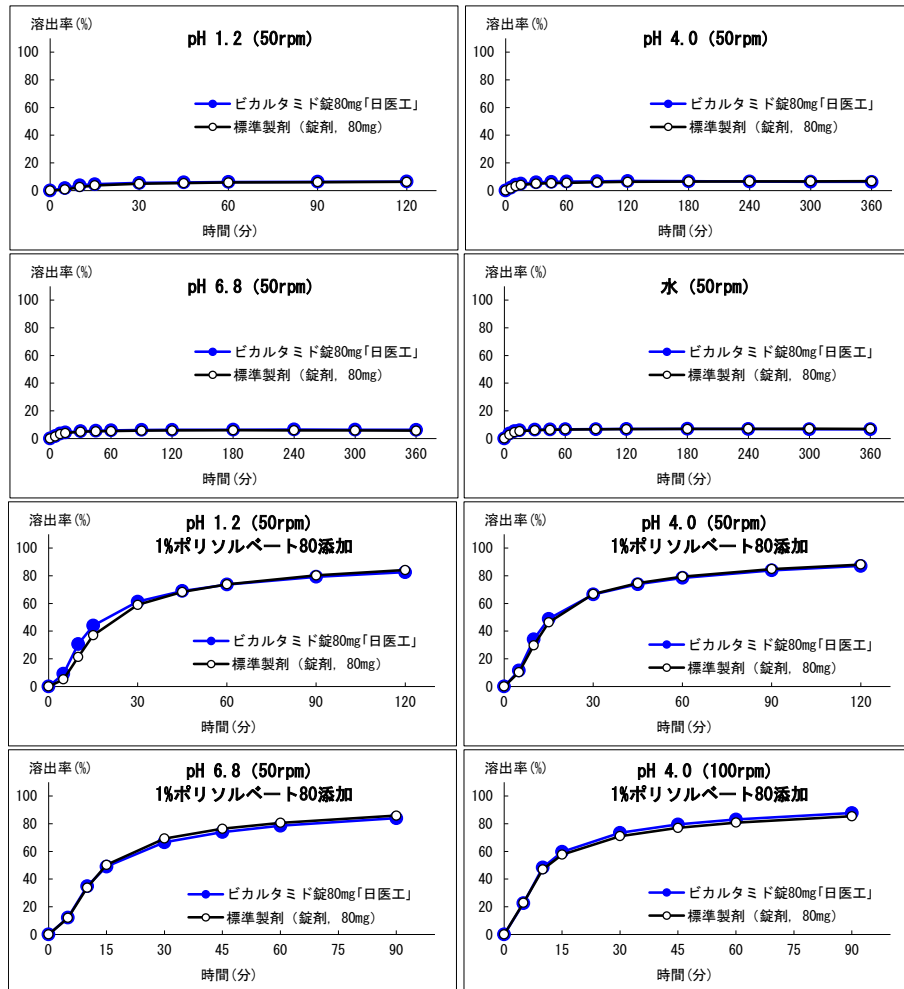 溶出率(%)
pH 1.2 (50rpm)
100
80
60
40
20
0
ビカルタミド錠80mg「日医工」
標準製剤 (錠剤, 80mg)
0 30 60 90 120
時間(分)
溶出率(%)
pH 4.0 (50rpm)
100
80
60
40
20
0
ビカルタミド錠80mg「日医工」
標準製剤 (錠剤, 80mg)
0 60 120 180 240 300 360
時間(分)
溶出率(%)
pH 6.8 (50rpm)
100
80
60
40
20
0
ビカルタミド錠80mg「日医工」
標準製剤 (錠剤, 80mg)
0 60 120 180 240 300 360
時間(分)
溶出率(%)
水 (50rpm)
100
80
60
40
20
0
ビカルタミド錠80mg「日医工」
標準製剤 (錠剤, 80mg)
0 60 120 180 240 300 360
時間(分)
溶出率(%)
pH 1.2 (50rpm)
1%ポリソルベート80添加
100
80
60
40
20
0
ビカルタミド錠80mg「日医工」
標準製剤 (錠剤, 80mg)
0 30 60 90 120
時間(分)
溶出率(%)
pH 4.0 (50rpm)
1%ポリソルベート80添加
100
80
60
40
20
0
ビカルタミド錠80mg「日医工」
標準製剤 (錠剤, 80mg)
0 30 60 90 120
時間(分)
溶出率(%)
pH 6.8 (50rpm)
1%ポリソルベート80添加
100
80
60
40
20
0
ビカルタミド錠80mg「日医工」
標準製剤 (錠剤, 80mg)
0 15 30 45 60 75 90
時間(分)
溶出率(%)
pH 4.0 (100rpm)
1%ポリソルベート80添加
100
80
60
40
20
0
ビカルタミド錠80mg「日医工」
標準製剤 (錠剤, 80mg)
0 15 30 45 60 75 90
時間(分)